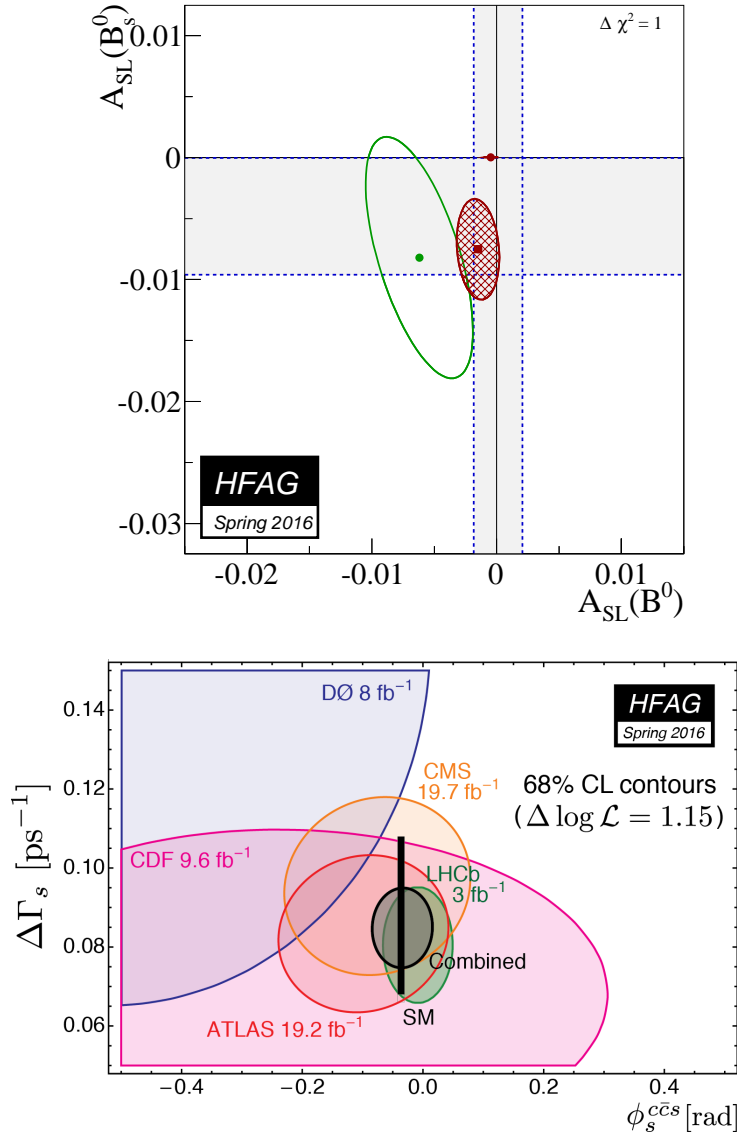 A_SL(B_s^0)
Δ χ² = 1
0.01
0
-0.01
-0.02
-0.03
HFAG
Spring 2016
-0.02 -0.01 0 0.01
A_SL(B^0)
ΔΓ_s [ps⁻¹]
0.14
0.12
0.10
0.08
0.06
DØ 8 fb⁻¹
HFAG
Spring 2016
CMS
19.7 fb⁻¹
68% CL contours
(Δ log ℒ = 1.15)
CDF 9.6 fb⁻¹
LHCb
3 fb⁻¹
Combined
SM
ATLAS 19.2 fb⁻¹
−0.4 −0.2 0.0 0.2 0.4
ϕ_s^{cc̄s} [rad]